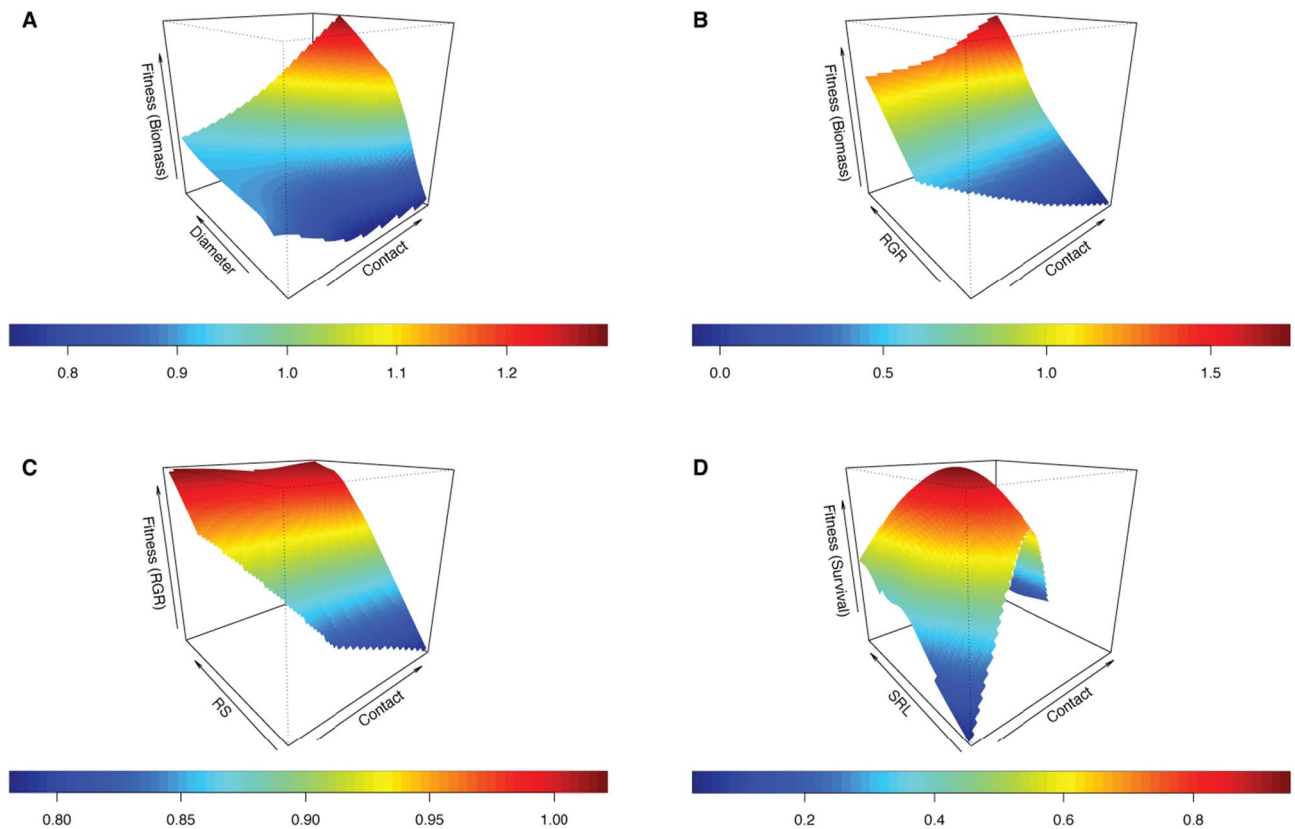 A
Fitness (Biomass)
Diameter
Contact
0.8 0.9 1.0 1.1 1.2
B
Fitness (Biomass)
RGR
Contact
0.0 0.5 1.0 1.5
C
Fitness (RGR)
RS
Contact
0.80 0.85 0.90 0.95 1.00
D
Fitness (Survival)
SRL
Contact
0.2 0.4 0.6 0.8